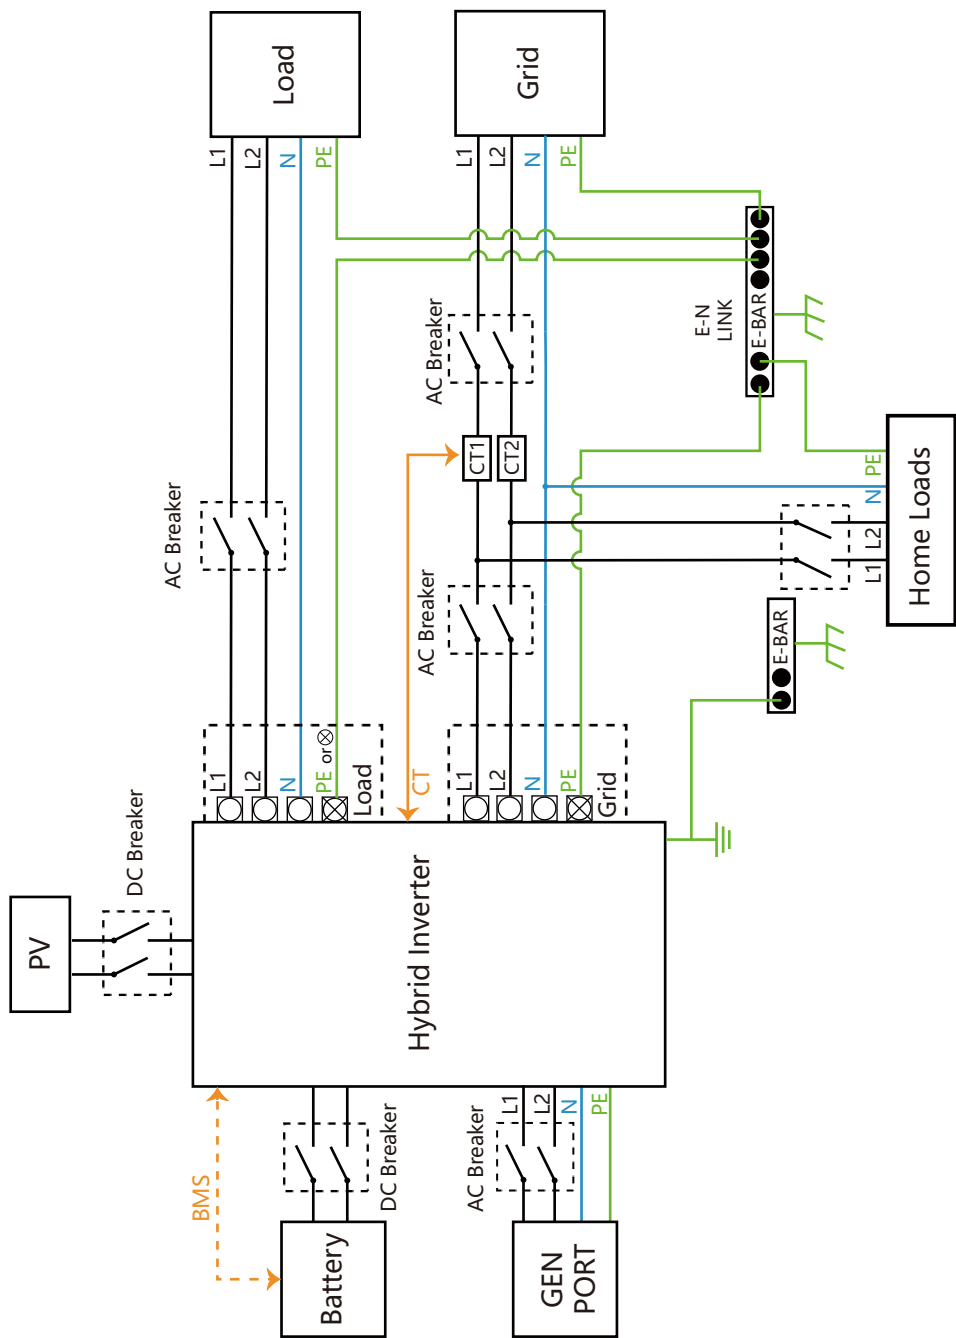 Load
L1
L2
N
PE
Grid
L1
L2
N
PE
AC Breaker
E-N
LINK
E-BAR
CT1
CT2
AC Breaker
AC Breaker
Home Loads
L1
L2
N
PE
E-BAR
L1
L2
N
PE or
Load
CT
L1
L2
N
PE
Grid
DC Breaker
PV
Hybrid Inverter
BMS
Battery
DC Breaker
AC Breaker
L1
L2
N
PE
GEN
PORT